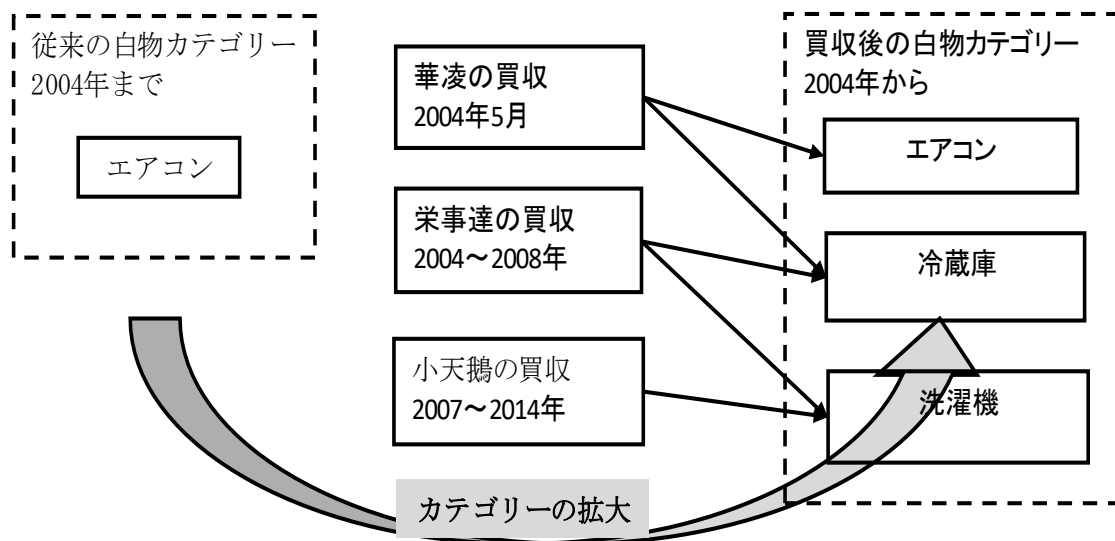 従来の白物カテゴリー
2004年まで
エアコン
華凌の買収
2004年5月
栄事達の買収
2004～2008年
小天鵝の買収
2007～2014年
買収後の白物カテゴリー
2004年から
エアコン
冷蔵庫
洗濯機
カテゴリーの拡大